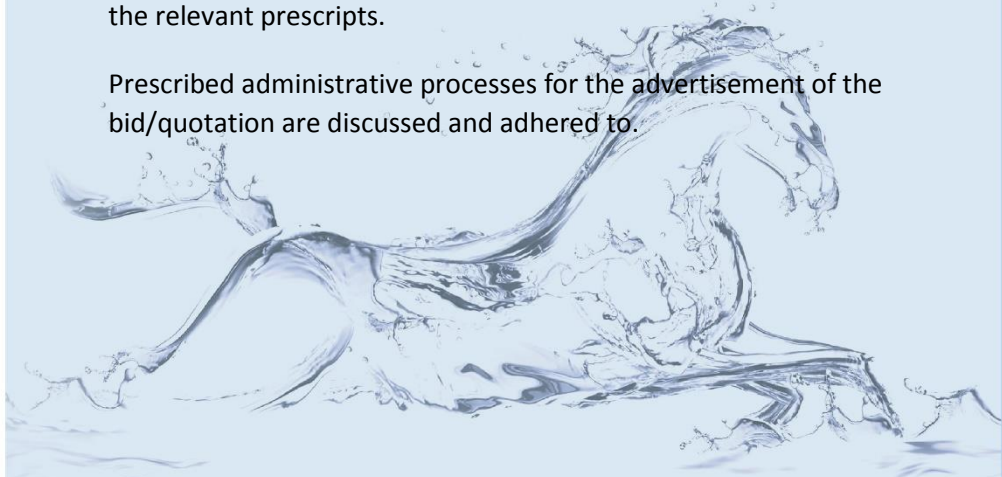 the relevant prescripts.
Prescribed administrative processes for the advertisement of the
bid/quotation are discussed and adhered to.